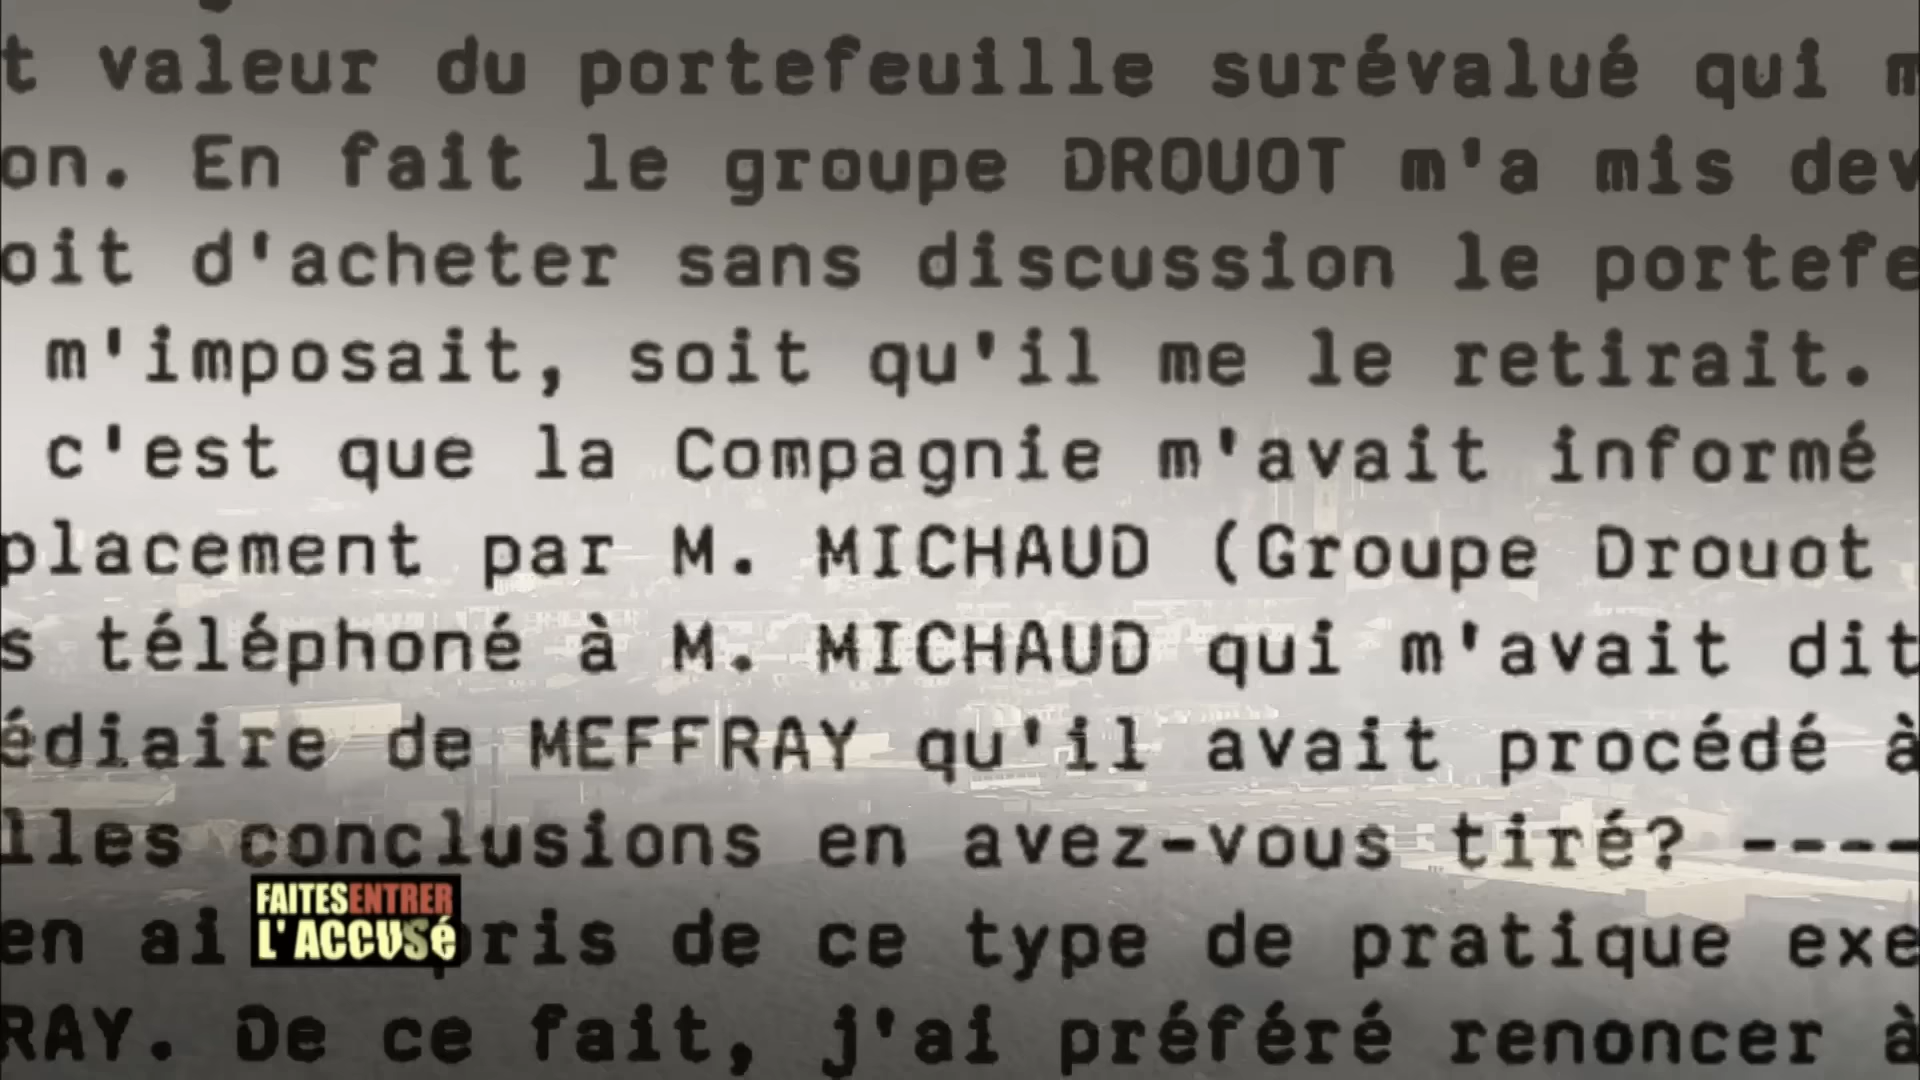 t valeur du portefeuille surévalué qui m
on. En fait le groupe DROUOT m'a mis dev
oit d'acheter sans discussion le portefe
m'imposait, soit qu'il me le retirait.
c'est que la Compagnie m'avait informé
placement par M. MICHAUD (Groupe Drouot
s téléphoné à M. MICHAUD qui m'avait dit
édiaire de MEFFRAY qu'il avait procédé à
lles conclusions en avez-vous tiré? ----
en ai pris de ce type de pratique exe
FAITES ENTRER
L'ACCUSé
RAY. De ce fait, j'ai préféré renoncer à